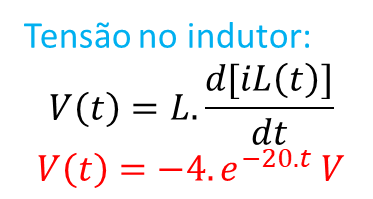 Tensão no indutor:
V(t) = L. d[iL(t)]/dt
V(t) = −4. e^−20.t V